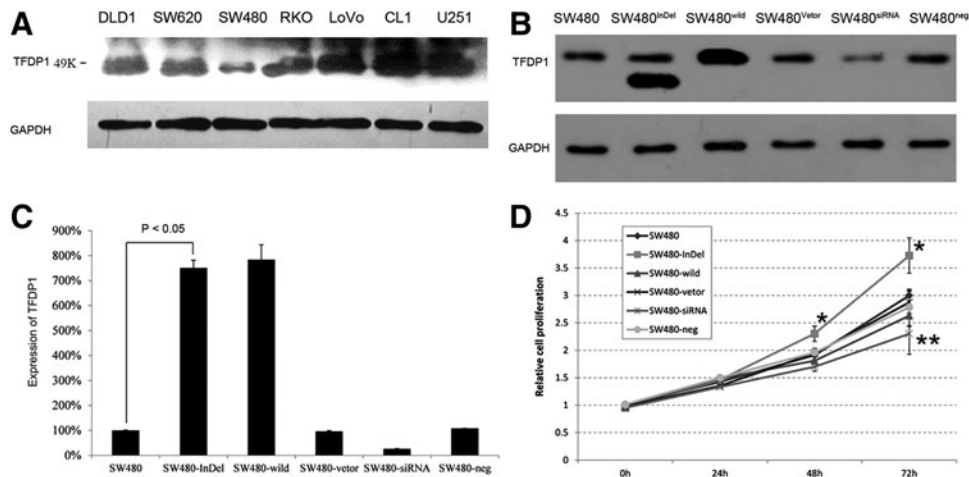 A
DLD1 SW620 SW480 RKO LoVo CL1 U251
TFDP1 49K -
GAPDH
B
SW480 SW480InDel SW480wild SW480Vetor SW480siRNA SW480neg
TFDP1
GAPDH
C
P < 0.05
Expression of TFDP1
900%
800%
700%
600%
500%
400%
300%
200%
100%
0%
SW480 SW480-InDel SW480-wild SW480-vetor SW480-siRNA SW480-neg
D
Relative cell proliferation
4.5
4
3.5
3
2.5
2
1.5
1
0.5
0
SW480
SW480-InDel
SW480-wild
SW480-vetor
SW480-siRNA
SW480-neg
*
*
**
0h 24h 48h 72h